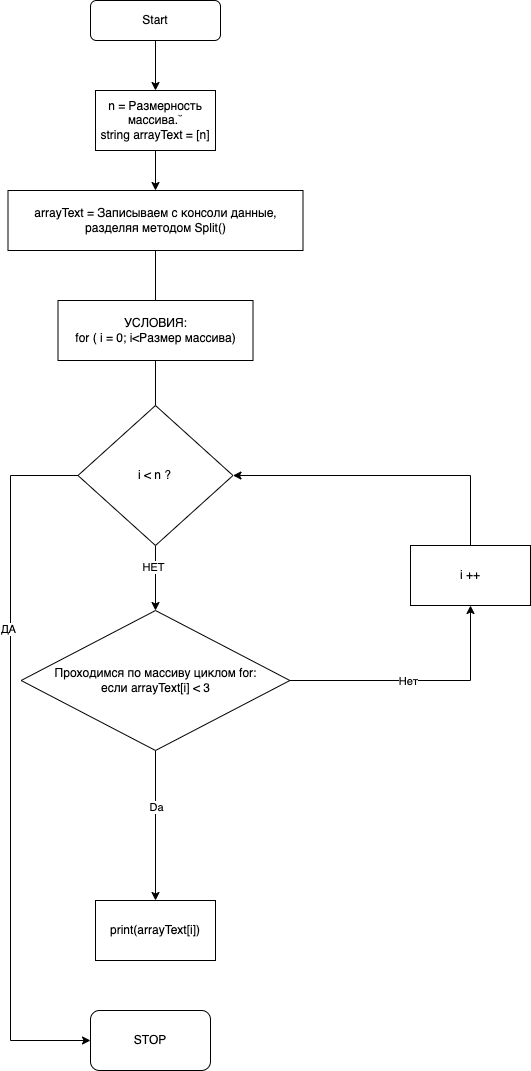 Start
n = Размерность
массива.˘
string arrayText = [n]
arrayText = Записываем с консоли данные,
разделяя методом Split()
УСЛОВИЯ:
for ( i = 0; i<Размер массива)
i < n ?
НЕТ
i ++
ДА
Проходимся по массиву циклом for:
если arrayText[i] < 3
Нет
Da
print(arrayText[i])
STOP